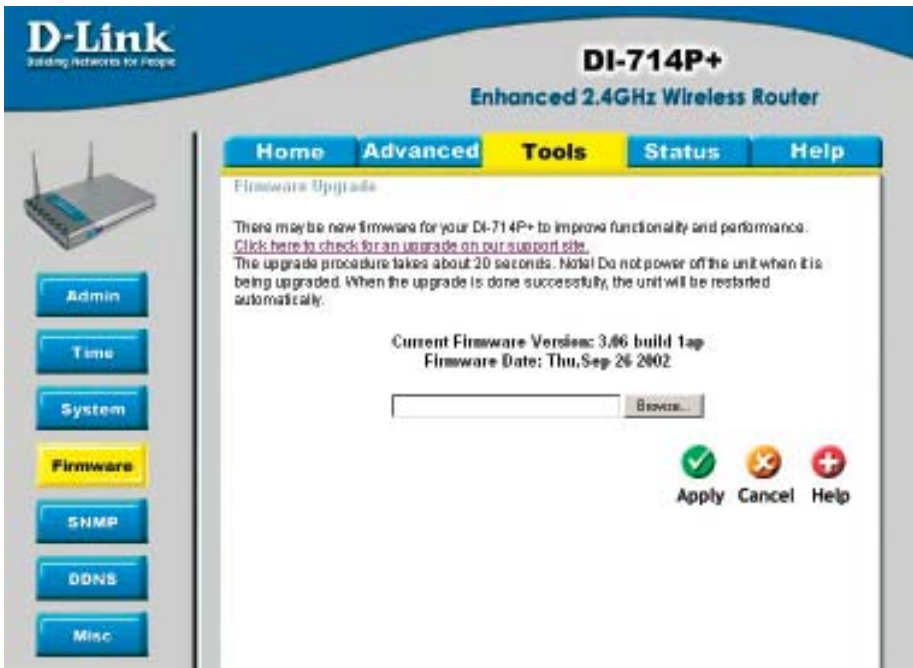 D-Link
Building Networks for People
DI-714P+
Enhanced 2.4GHz Wireless Router
Home
Advanced
Tools
Status
Help
Firmware Upgrade
There may be new firmware for your DI-714P+ to improve functionality and performance.
Click here to check for an upgrade on our support site.
The upgrade procedure takes about 20 seconds. Note! Do not power off the unit when it is
being upgraded. When the upgrade is done successfully, the unit will be restarted
automatically.
Admin
Time
System
Firmware
SNMP
DDNS
Misc
Current Firmware Version: 3.06 build 1ap
Firmware Date: Thu,Sep 26 2002
Browse...
Apply
Cancel
Help